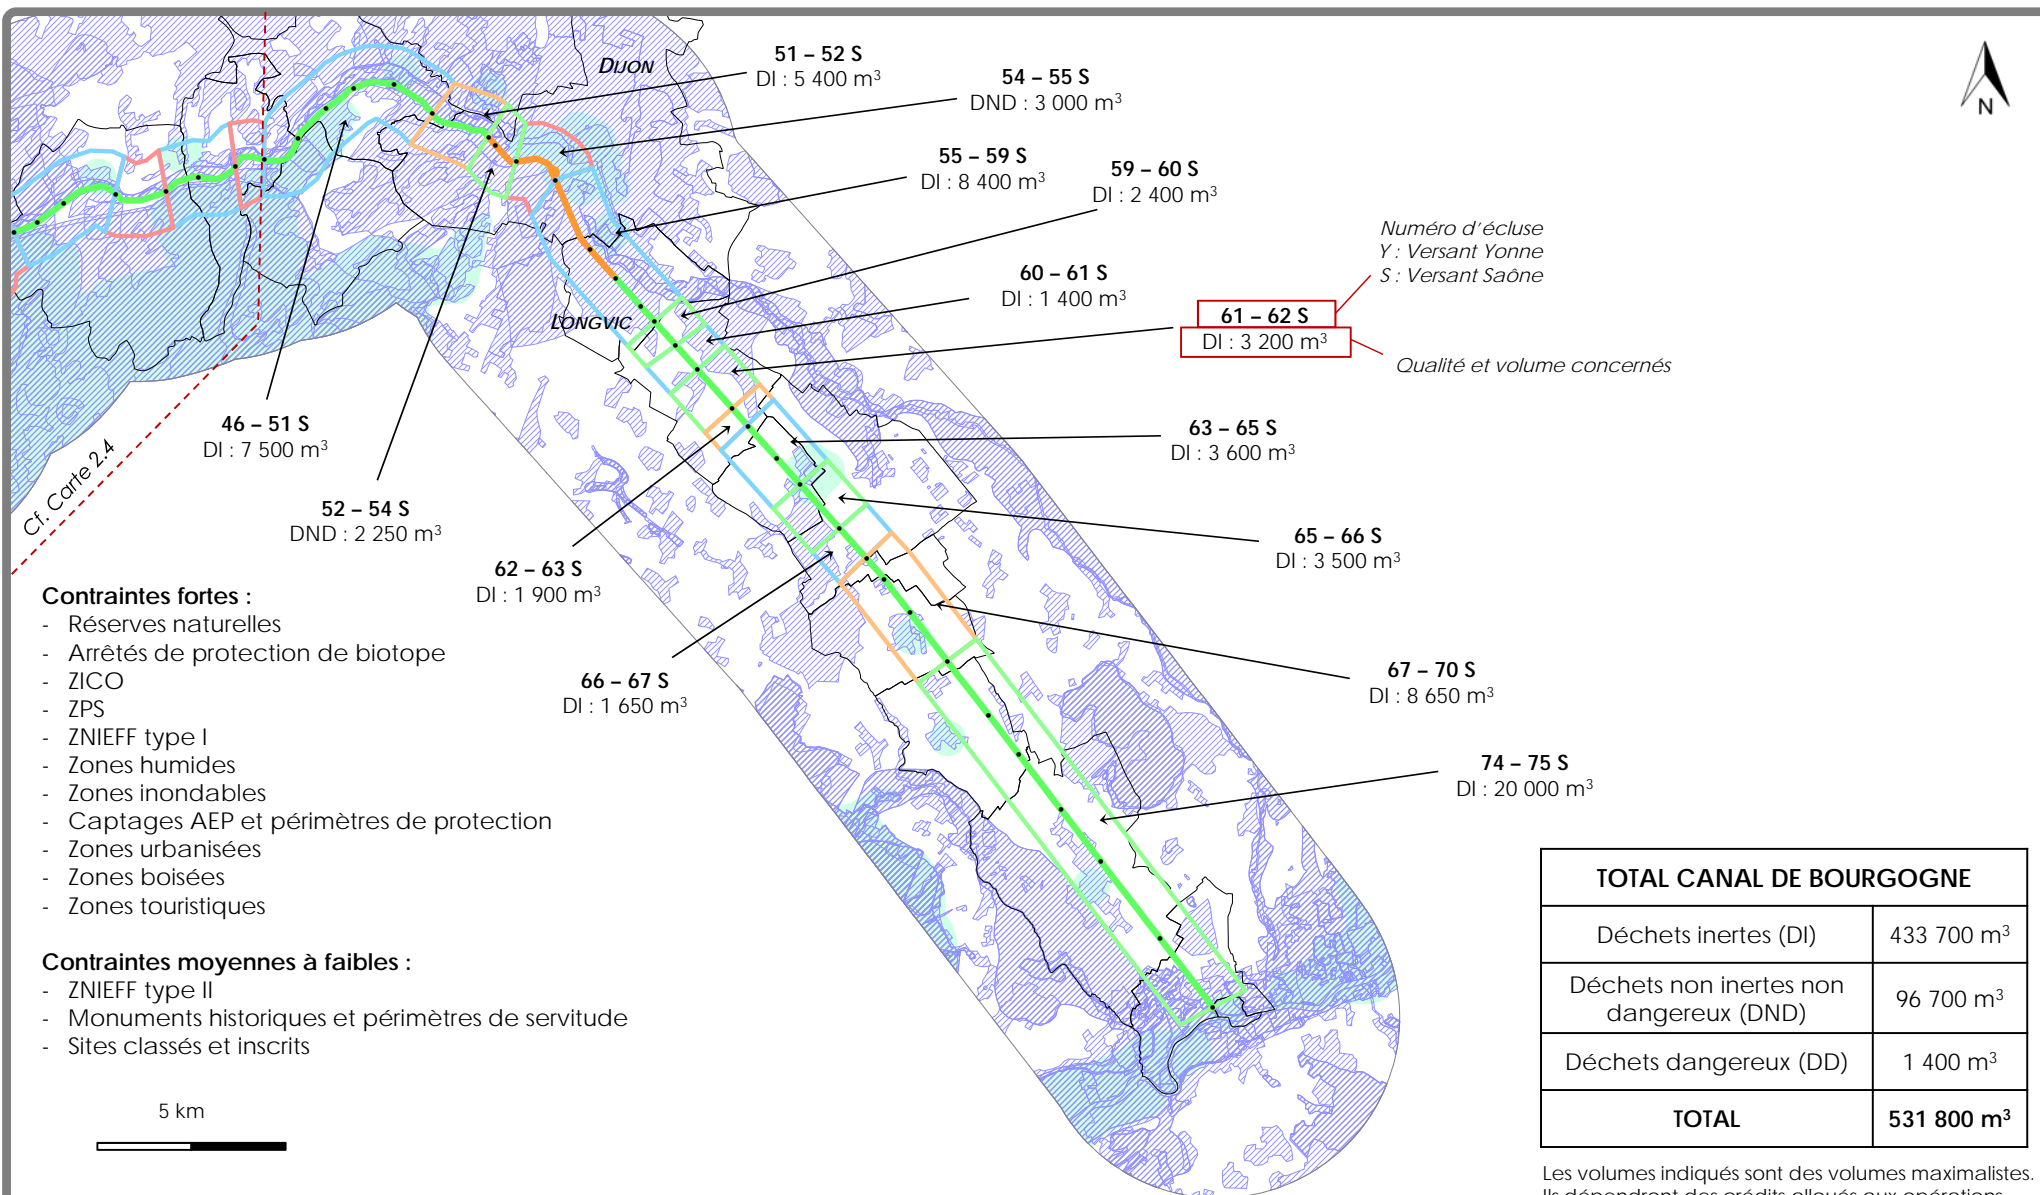 DIJON
51 – 52 S
DI : 5 400 m³
54 – 55 S
DND : 3 000 m³
N
55 – 59 S
DI : 8 400 m³
59 – 60 S
DI : 2 400 m³
Numéro d'écluse
Y : Versant Yonne
S : Versant Saône
60 – 61 S
DI : 1 400 m³
LONGVIC
61 – 62 S
DI : 3 200 m³
Qualité et volume concernés
46 – 51 S
DI : 7 500 m³
63 – 65 S
DI : 3 600 m³
Cf. Carte 2.4
52 – 54 S
DND : 2 250 m³
65 – 66 S
DI : 3 500 m³
62 – 63 S
DI : 1 900 m³
66 – 67 S
DI : 1 650 m³
67 – 70 S
DI : 8 650 m³
74 – 75 S
DI : 20 000 m³
Contraintes fortes :
- Réserves naturelles
- Arrêtés de protection de biotope
- ZICO
- ZPS
- ZNIEFF type I
- Zones humides
- Zones inondables
- Captages AEP et périmètres de protection
- Zones urbanisées
- Zones boisées
- Zones touristiques
Contraintes moyennes à faibles :
- ZNIEFF type II
- Monuments historiques et périmètres de servitude
- Sites classés et inscrits
5 km
TOTAL CANAL DE BOURGOGNE
Déchets inertes (DI) 433 700 m³
Déchets non inertes non
dangereux (DND) 96 700 m³
Déchets dangereux (DD) 1 400 m³
TOTAL 531 800 m³
Les volumes indiqués sont des volumes maximalistes.
Ils dépendront des crédits alloués aux opérations